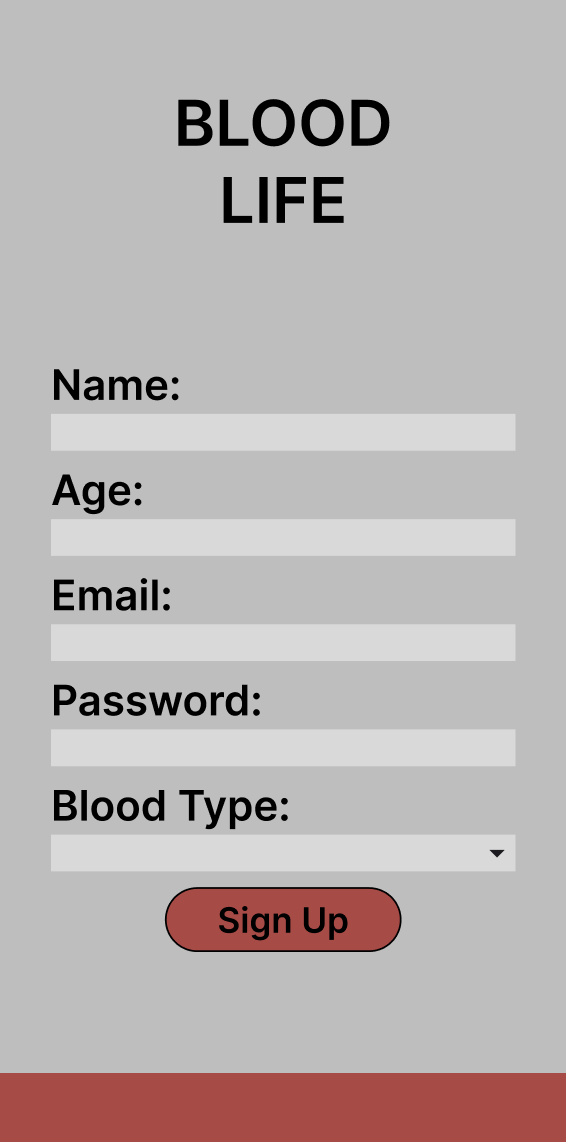 BLOOD
LIFE
Name:
Age:
Email:
Password:
Blood Type:
Sign Up